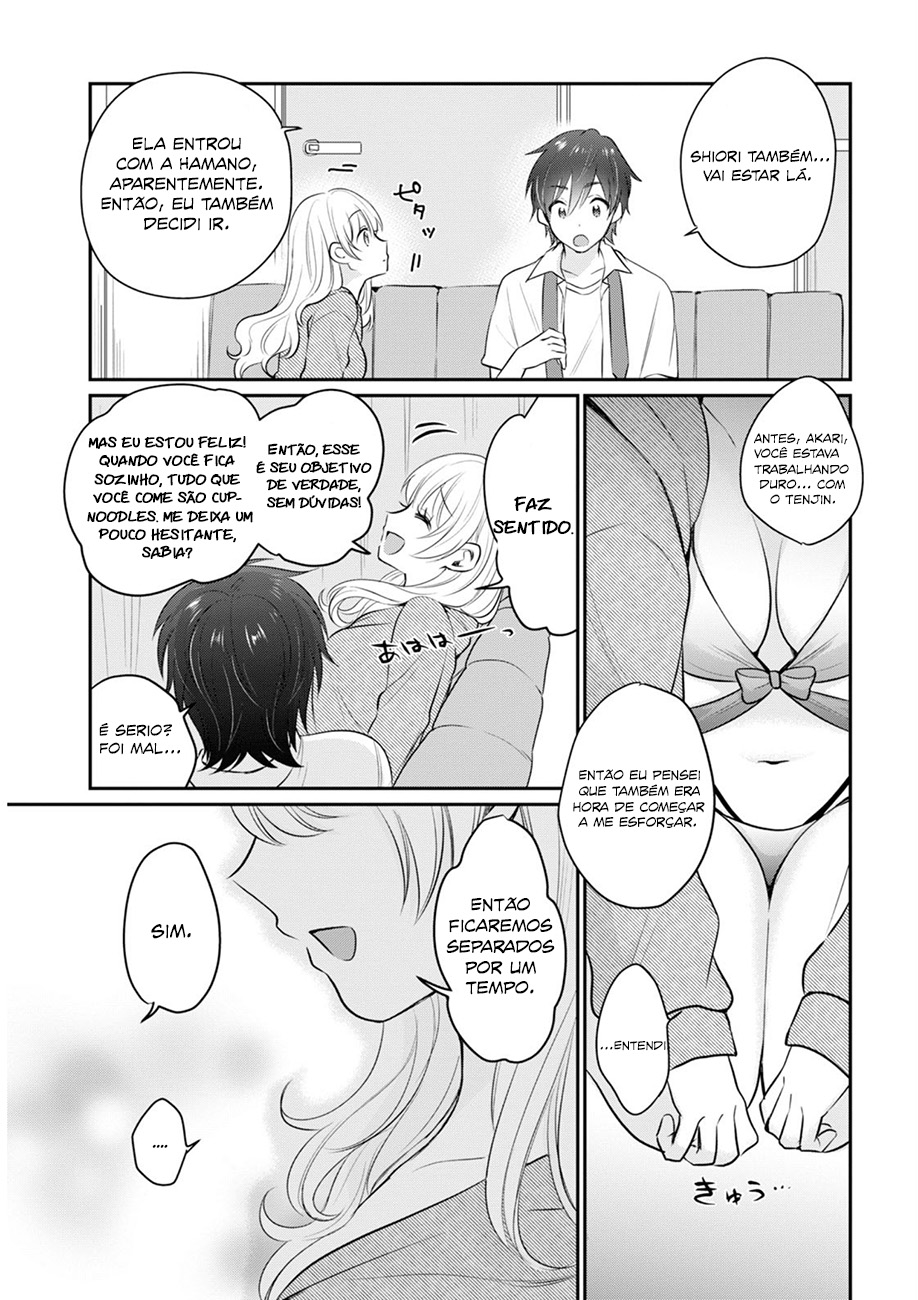 SHIORI TAMBÉM...
VAI ESTAR LÁ.
ELA ENTROU
COM A HAMANO;
APARENTEMENTE.
ENTÃO; EU TAMBÉM
DECIDI IR.
ピタッ
ANTES; AKARI;
VOCÊ ESTAVA
TRABALHANDO
DURO... COM
O TENJIN.
ENTÃO EU PENSEI
QUE TAMBÉM ERA
HORA DE COMEÇAR
A ME ESFORÇAR.
...ENTENDI
きゅう…
FAZ
SENTIDO.
ENTÃO, ESSE
É SEU OBJETIVO
DE VERDADE,
SEM DÚVIDAS!
MAS EU ESTOU FELIZ!
QUANDO VOCÊ FICA
SOZINHO, TUDO QUE
VOCÊ COME SÃO CUP-
NOODLES. ME DEIXA UM
POUCO HESITANTE,
SABIA?
あははーっ
É SERIO?
FOI MAL...
ENTÃO
FICAREMOS
SEPARADOS
POR UM
TEMPO.
SIM.
....